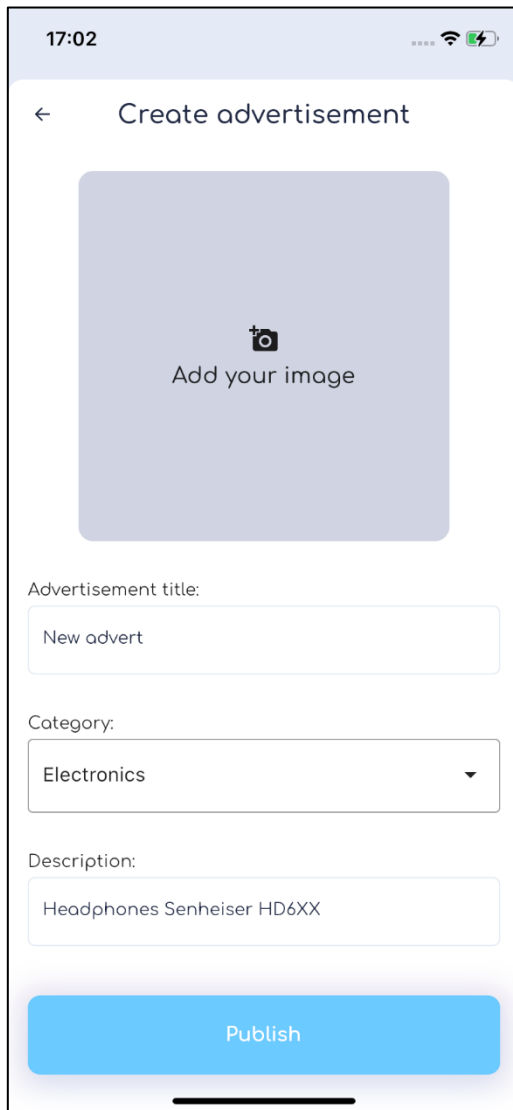 17:02
Create advertisement
Add your image
Advertisement title:
New advert
Category:
Electronics
Description:
Headphones Senheiser HD6XX
Publish